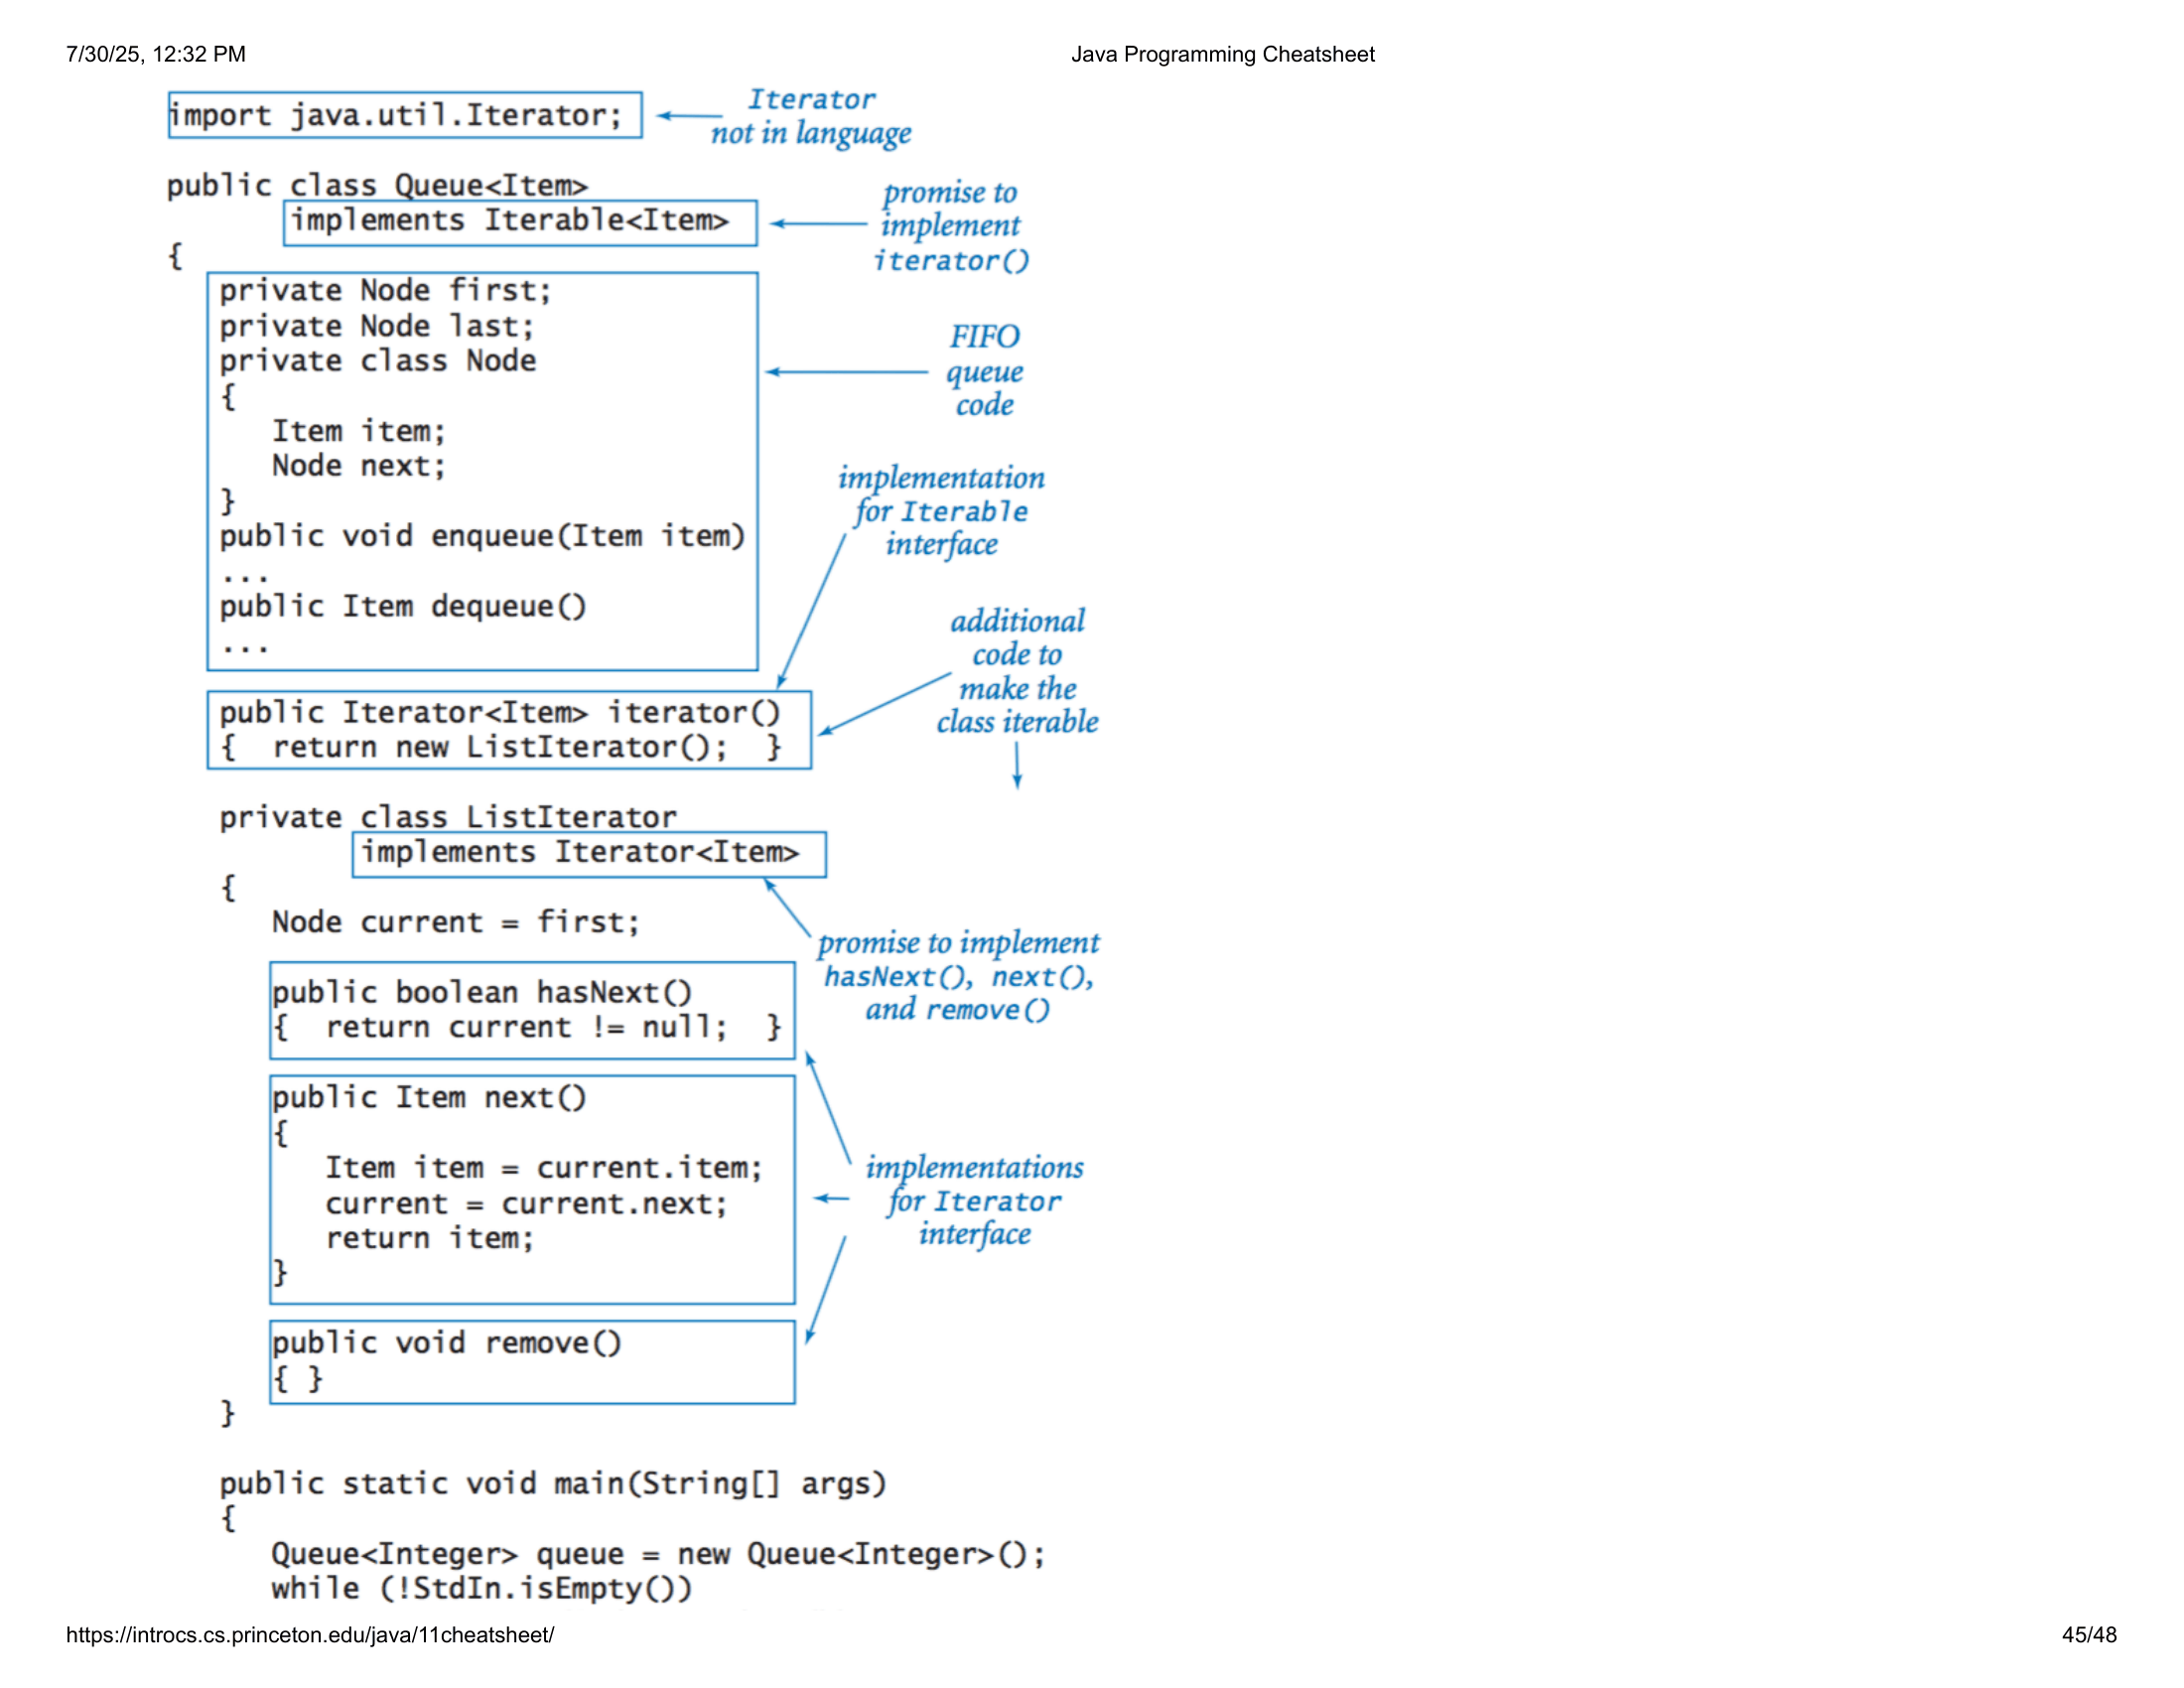 7/30/25, 12:32 PM
Java Programming Cheatsheet
import java.util.Iterator;
Iterator
not in language
public class Queue<Item>
implements Iterable<Item>
promise to
implement
iterator()
{
private Node first;
private Node last;
private class Node
{
Item item;
Node next;
}
public void enqueue(Item item)
...
public Item dequeue()
...
FIFO
queue
code
implementation
for Iterable
interface
additional
code to
make the
class iterable
public Iterator<Item> iterator()
{ return new ListIterator(); }
private class ListIterator
implements Iterator<Item>
{
Node current = first;
promise to implement
hasNext(), next(),
and remove()
public boolean hasNext()
{ return current != null; }
public Item next()
{
Item item = current.item;
current = current.next;
return item;
}
implementations
for Iterator
interface
public void remove()
{ }
}
public static void main(String[] args)
{
Queue<Integer> queue = new Queue<Integer>();
while (!StdIn.isEmpty())
https://introcs.cs.princeton.edu/java/11cheatsheet/
45/48